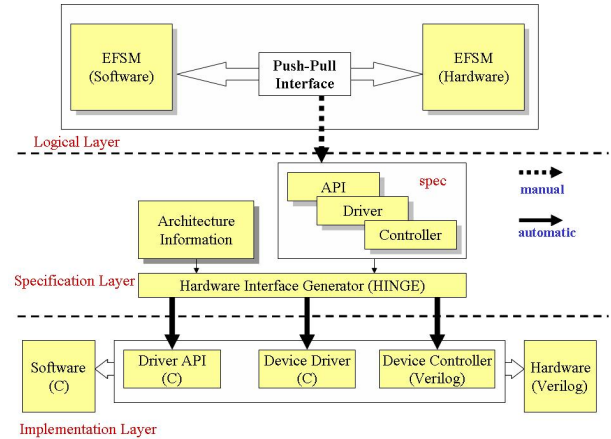 EFSM
(Software)
Push-Pull
Interface
EFSM
(Hardware)
Logical Layer
spec
API
Driver
Controller
manual
automatic
Architecture
Information
Specification Layer
Hardware Interface Generator (HINGE)
Software
(C)
Driver API
(C)
Device Driver
(C)
Device Controller
(Verilog)
Hardware
(Verilog)
Implementation Layer